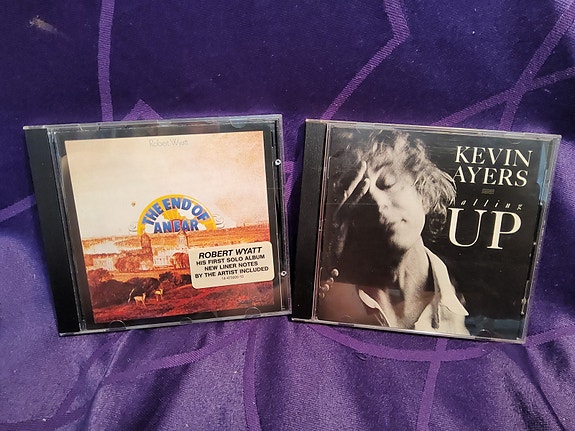 Robert Wyatt
THE END OF
AN EAR
ROBERT WYATT
HIS FIRST SOLO ALBUM
NEW LINER NOTES
BY THE ARTIST INCLUDED
KEVIN
AYERS
Falling
UP